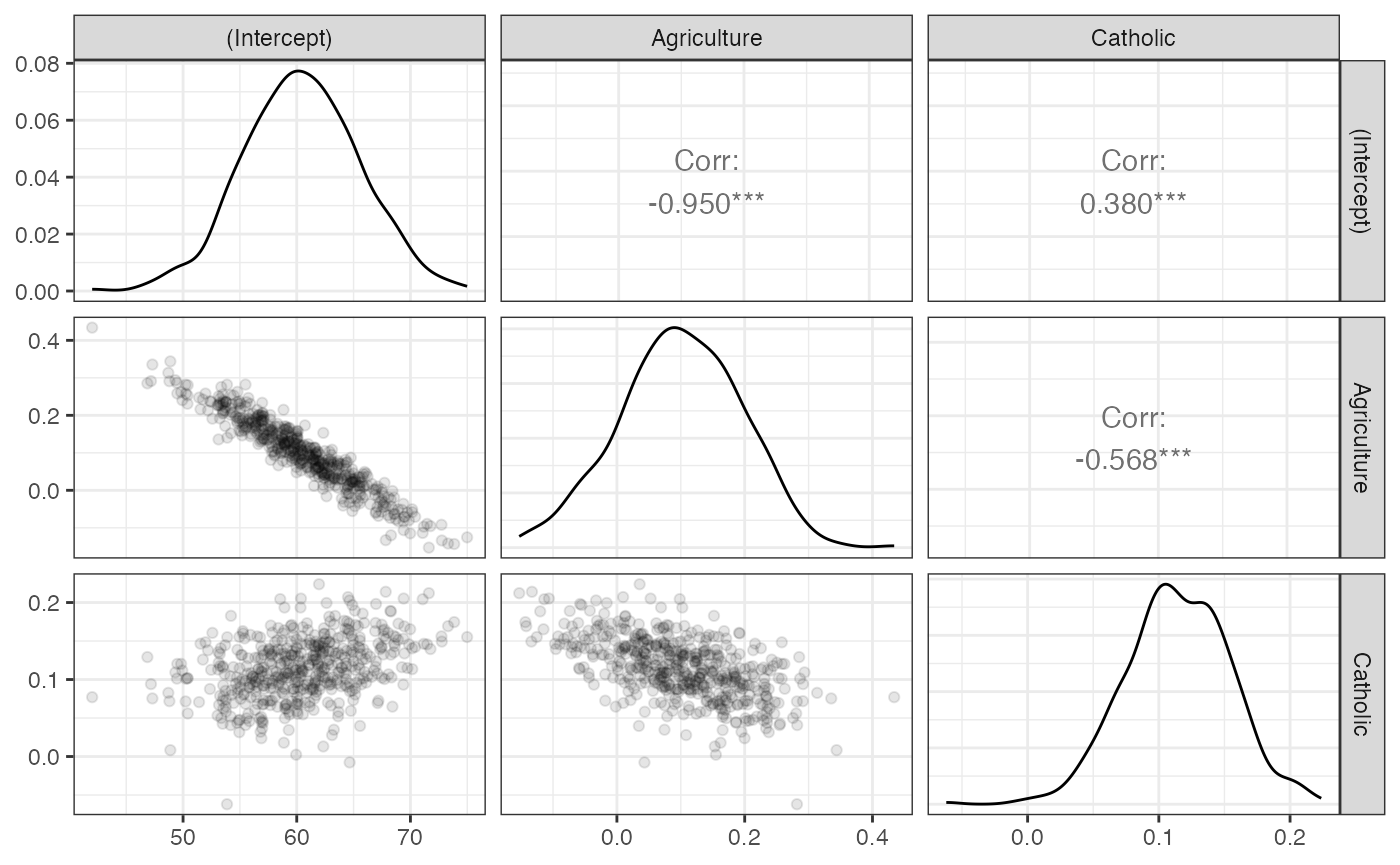 (Intercept) Agriculture Catholic
0.08
0.06
0.04
0.02
0.00
Corr:
-0.950***
Corr:
0.380***
(Intercept)
0.4
0.2
0.0
Corr:
-0.568***
Agriculture
0.2
0.1
0.0
Catholic
50 60 70 0.0 0.2 0.4 0.0 0.1 0.2